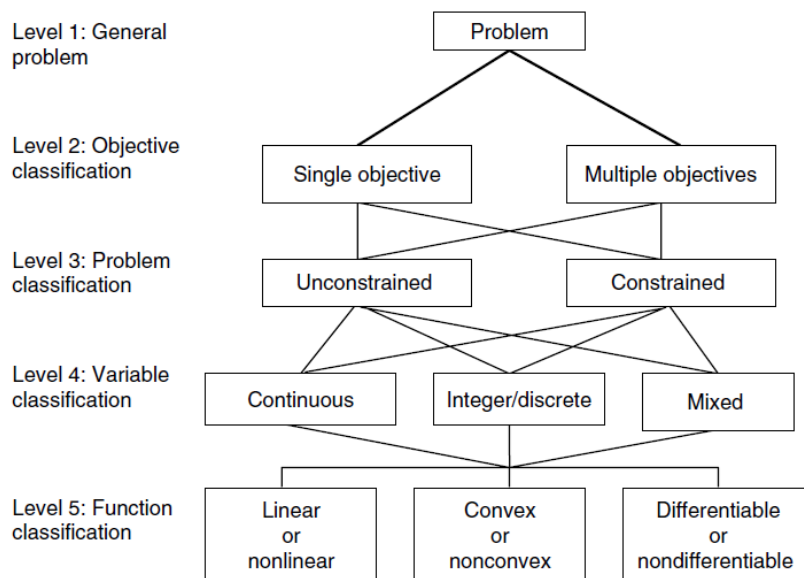 Level 1: General
problem
Problem
Level 2: Objective
classification
Single objective
Multiple objectives
Level 3: Problem
classification
Unconstrained
Constrained
Level 4: Variable
classification
Continuous
Integer/discrete
Mixed
Level 5: Function
classification
Linear
or
nonlinear
Convex
or
nonconvex
Differentiable
or
nondifferentiable